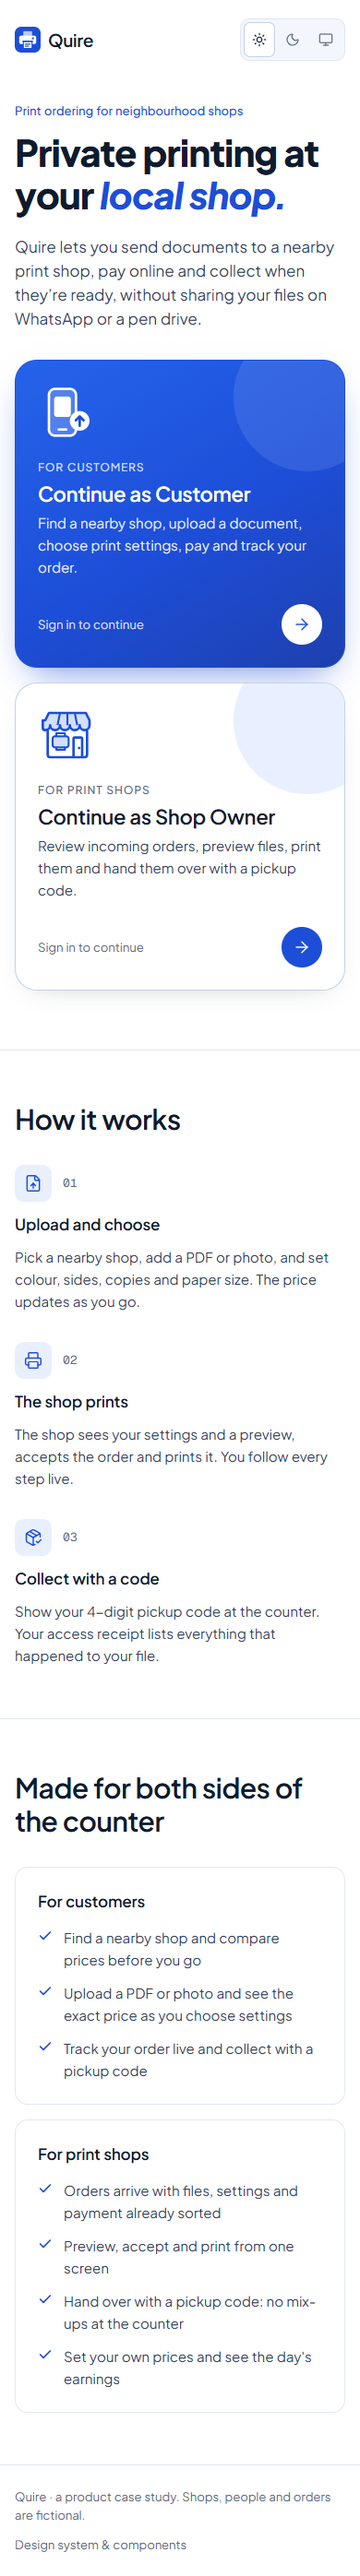 Quire
Print ordering for neighbourhood shops
Private printing at
your local shop.
Quire lets you send documents to a nearby
print shop, pay online and collect when
they’re ready, without sharing your files on
WhatsApp or a pen drive.
FOR CUSTOMERS
Continue as Customer
Find a nearby shop, upload a document,
choose print settings, pay and track your
order.
Sign in to continue
FOR PRINT SHOPS
Continue as Shop Owner
Review incoming orders, preview files, print
them and hand them over with a pickup
code.
Sign in to continue
How it works
01
Upload and choose
Pick a nearby shop, add a PDF or photo, and set
colour, sides, copies and paper size. The price
updates as you go.
02
The shop prints
The shop sees your settings and a preview,
accepts the order and prints it. You follow every
step live.
03
Collect with a code
Show your 4-digit pickup code at the counter.
Your access receipt lists everything that
happened to your file.
Made for both sides of
the counter
For customers
Find a nearby shop and compare
prices before you go
Upload a PDF or photo and see the
exact price as you choose settings
Track your order live and collect with a
pickup code
For print shops
Orders arrive with files, settings and
payment already sorted
Preview, accept and print from one
screen
Hand over with a pickup code: no mix-
ups at the counter
Set your own prices and see the day's
earnings
Quire · a product case study. Shops, people and orders
are fictional.
Design system & components